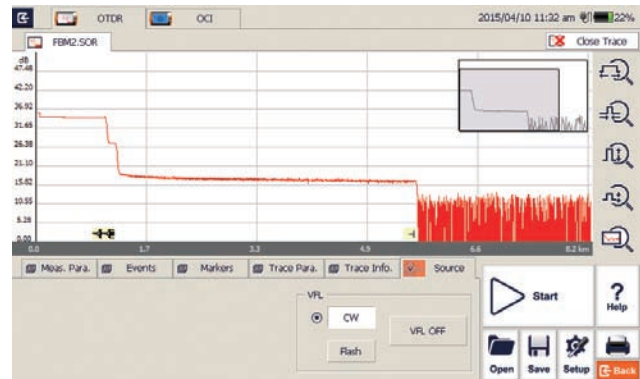 OTDR OCI 2015/04/10 11:32 am 22%
FBM2.SOR Close Trace
dB
47.48
42.20
36.92
31.65
26.38
21.10
15.82
10.55
5.28
0.00
0.0 1.7 3.3 4.9 6.6 8.2 km
Meas. Para. Events Markers Trace Para. Trace Info. Source
VFL
CW
VFL OFF
Flash
Start
Help
Open Save Setup Back